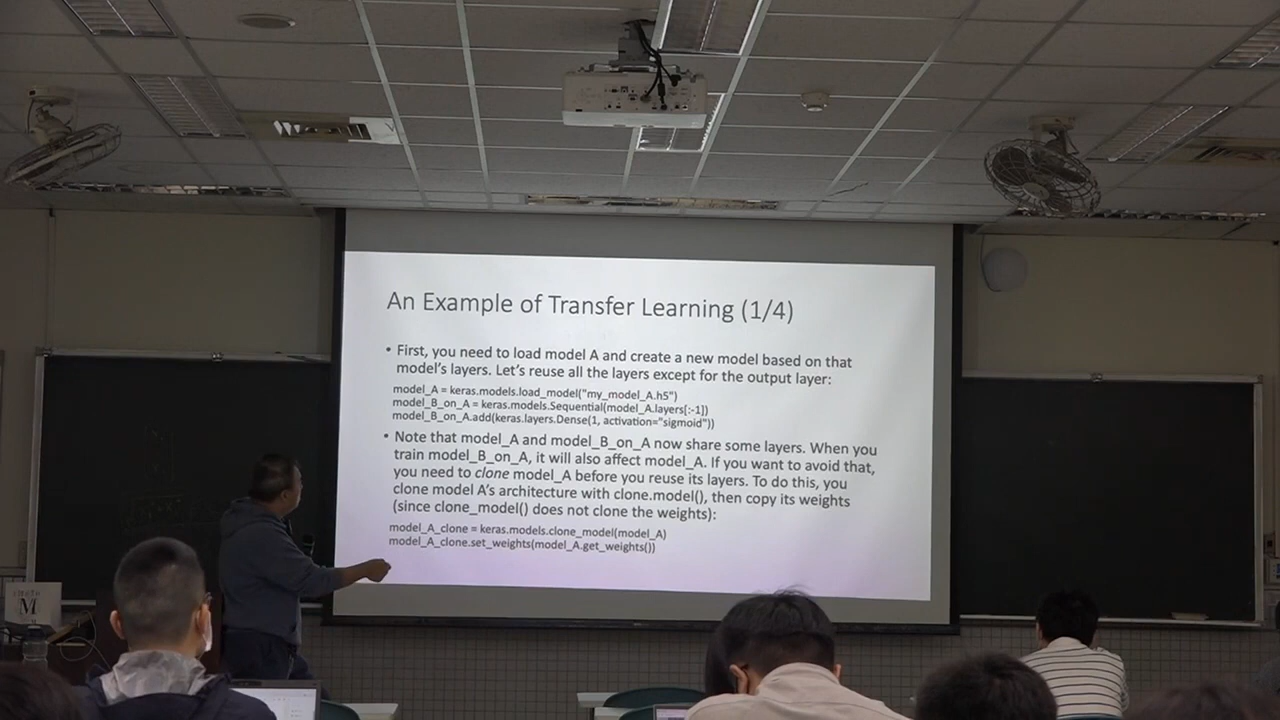 An Example of Transfer Learning (1/4)
• First, you need to load model A and create a new model based on that
model's layers. Let's reuse all the layers except for the output layer:
model_A = keras.models.load_model("my_model_A.h5")
model_B_on_A = keras.models.Sequential(model_A.layers[:-1])
model_B_on_A.add(keras.layers.Dense(1, activation="sigmoid"))
• Note that model_A and model_B_on_A now share some layers. When you
train model_B_on_A, it will also affect model_A. If you want to avoid that,
you need to clone model_A before you reuse its layers. To do this, you
clone model A's architecture with clone.model(), then copy its weights
(since clone_model() does not clone the weights):
model_A_clone = keras.models.clone_model(model_A)
model_A_clone.set_weights(model_A.get_weights())
M